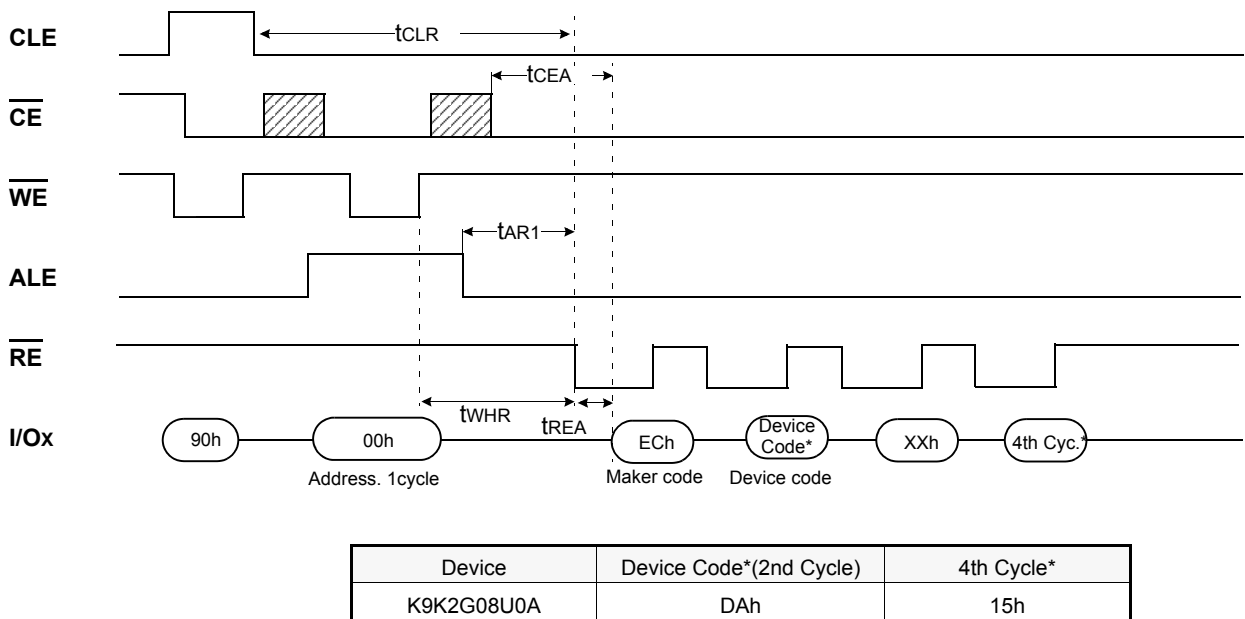 CLE
tCLR
tCEA
CE
WE
tAR1
ALE
RE
tWHR
tREA
I/Ox
90h
00h
ECh
Device
Code*
XXh
4th Cyc.*
Address. 1cycle
Maker code
Device code
Device
Device Code*(2nd Cycle)
4th Cycle*
K9K2G08U0A
DAh
15h